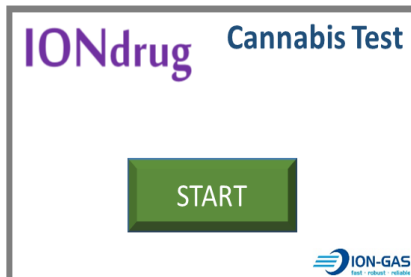 IONdrug
Cannabis Test
START
ION-GAS
fast · robust · reliable